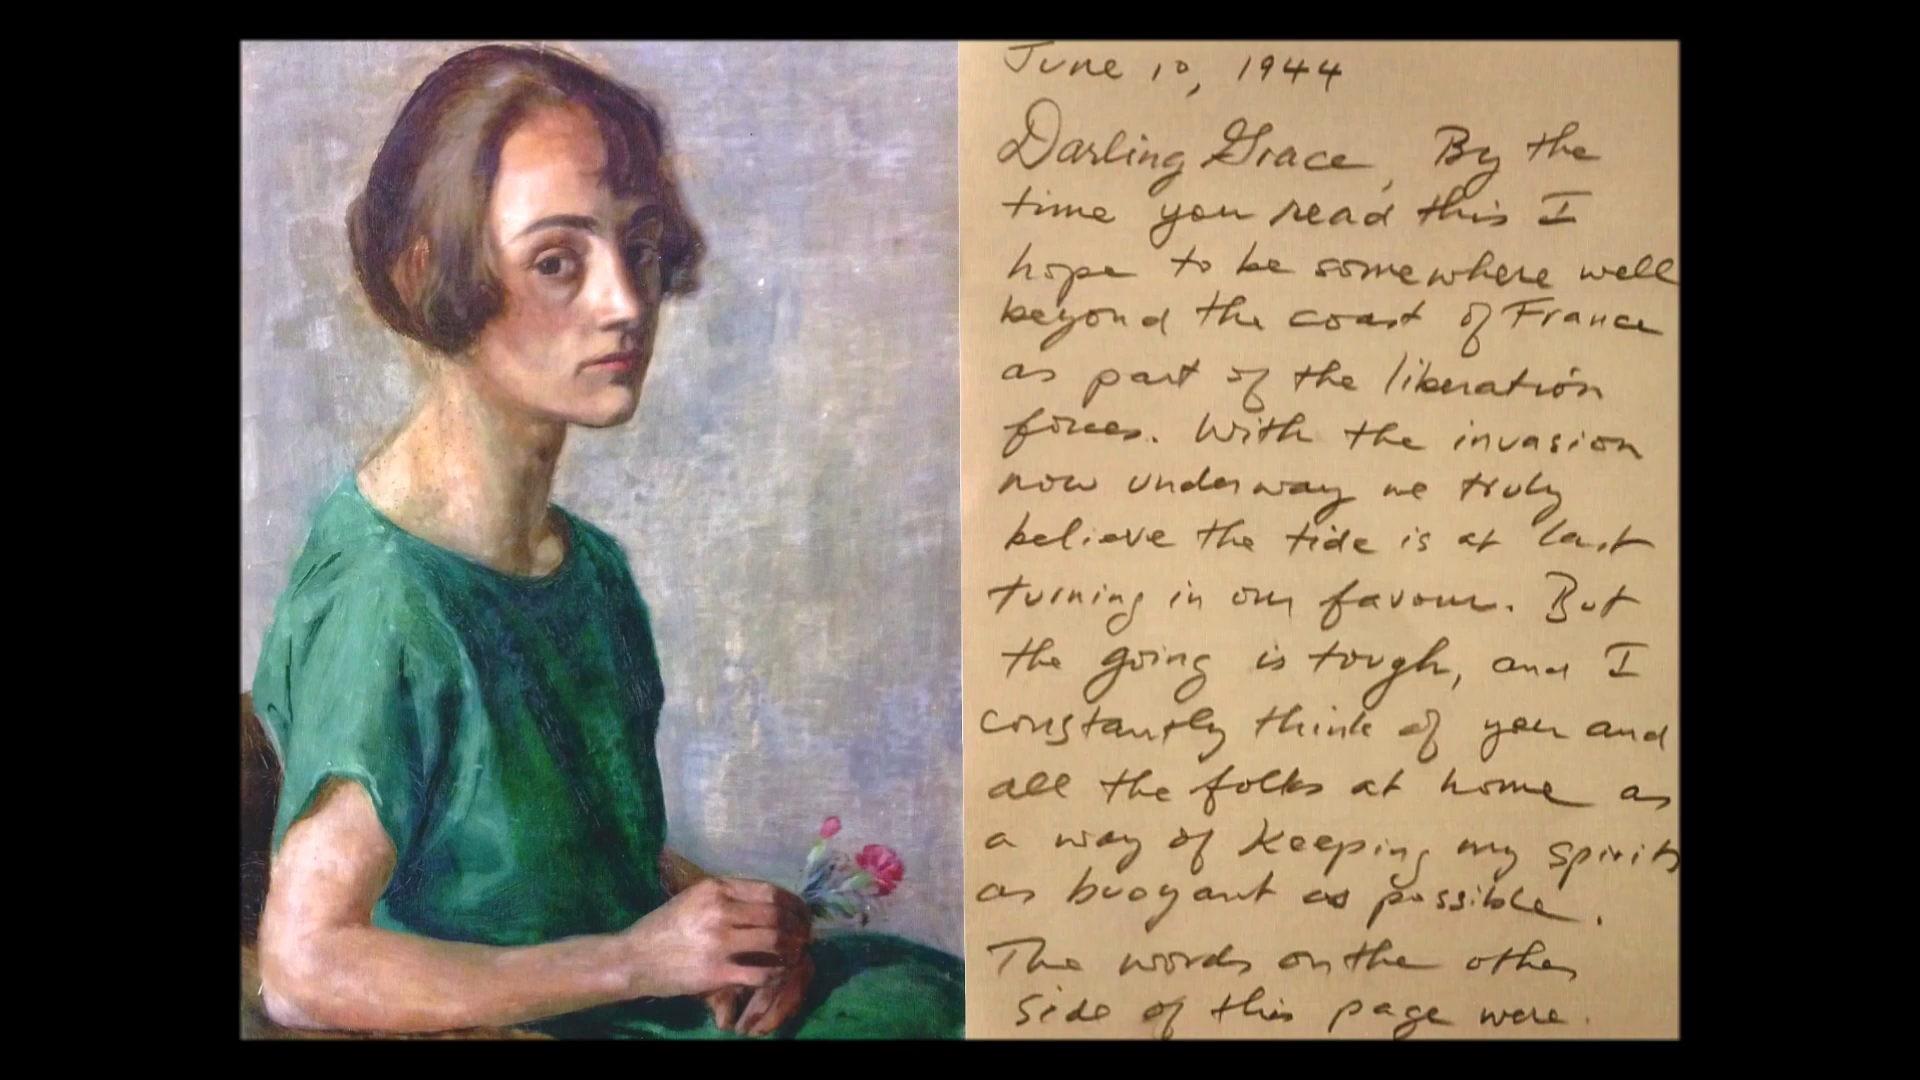 June 10, 1944
Darling Grace, By the
time you read this I
hope to be somewhere well
beyond the coast of France
as part of the liberation
forces. With the invasion
now underway we truly
believe the tide is at last
turning in our favour. But
the going is tough, and I
constantly think of you and
all the folks at home as
a way of keeping my spirits
as buoyant as possible.
The words on the other
side of this page were